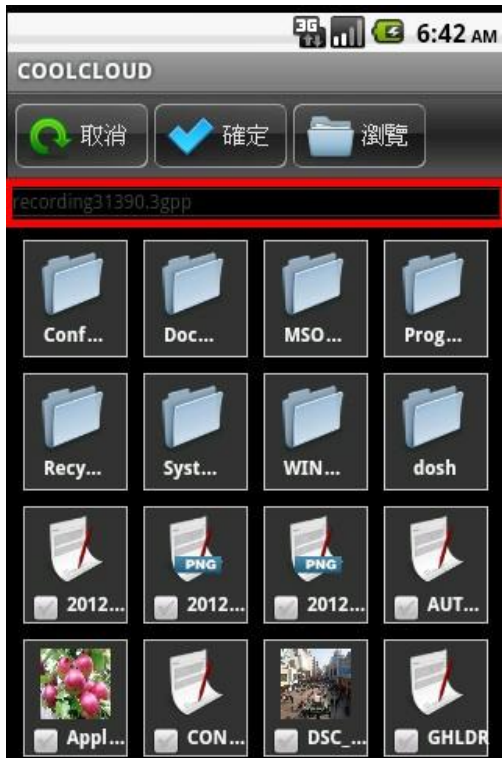 3G 6:42 AM
COOLCLOUD
取消 確定 瀏覽
recording31390.3gpp
Conf... Doc... MSO... Prog...
Recy... Syst... WIN... dosh
PNG PNG
2012... 2012... 2012... AUT...
Appl... CON... DSC_... GHLDR